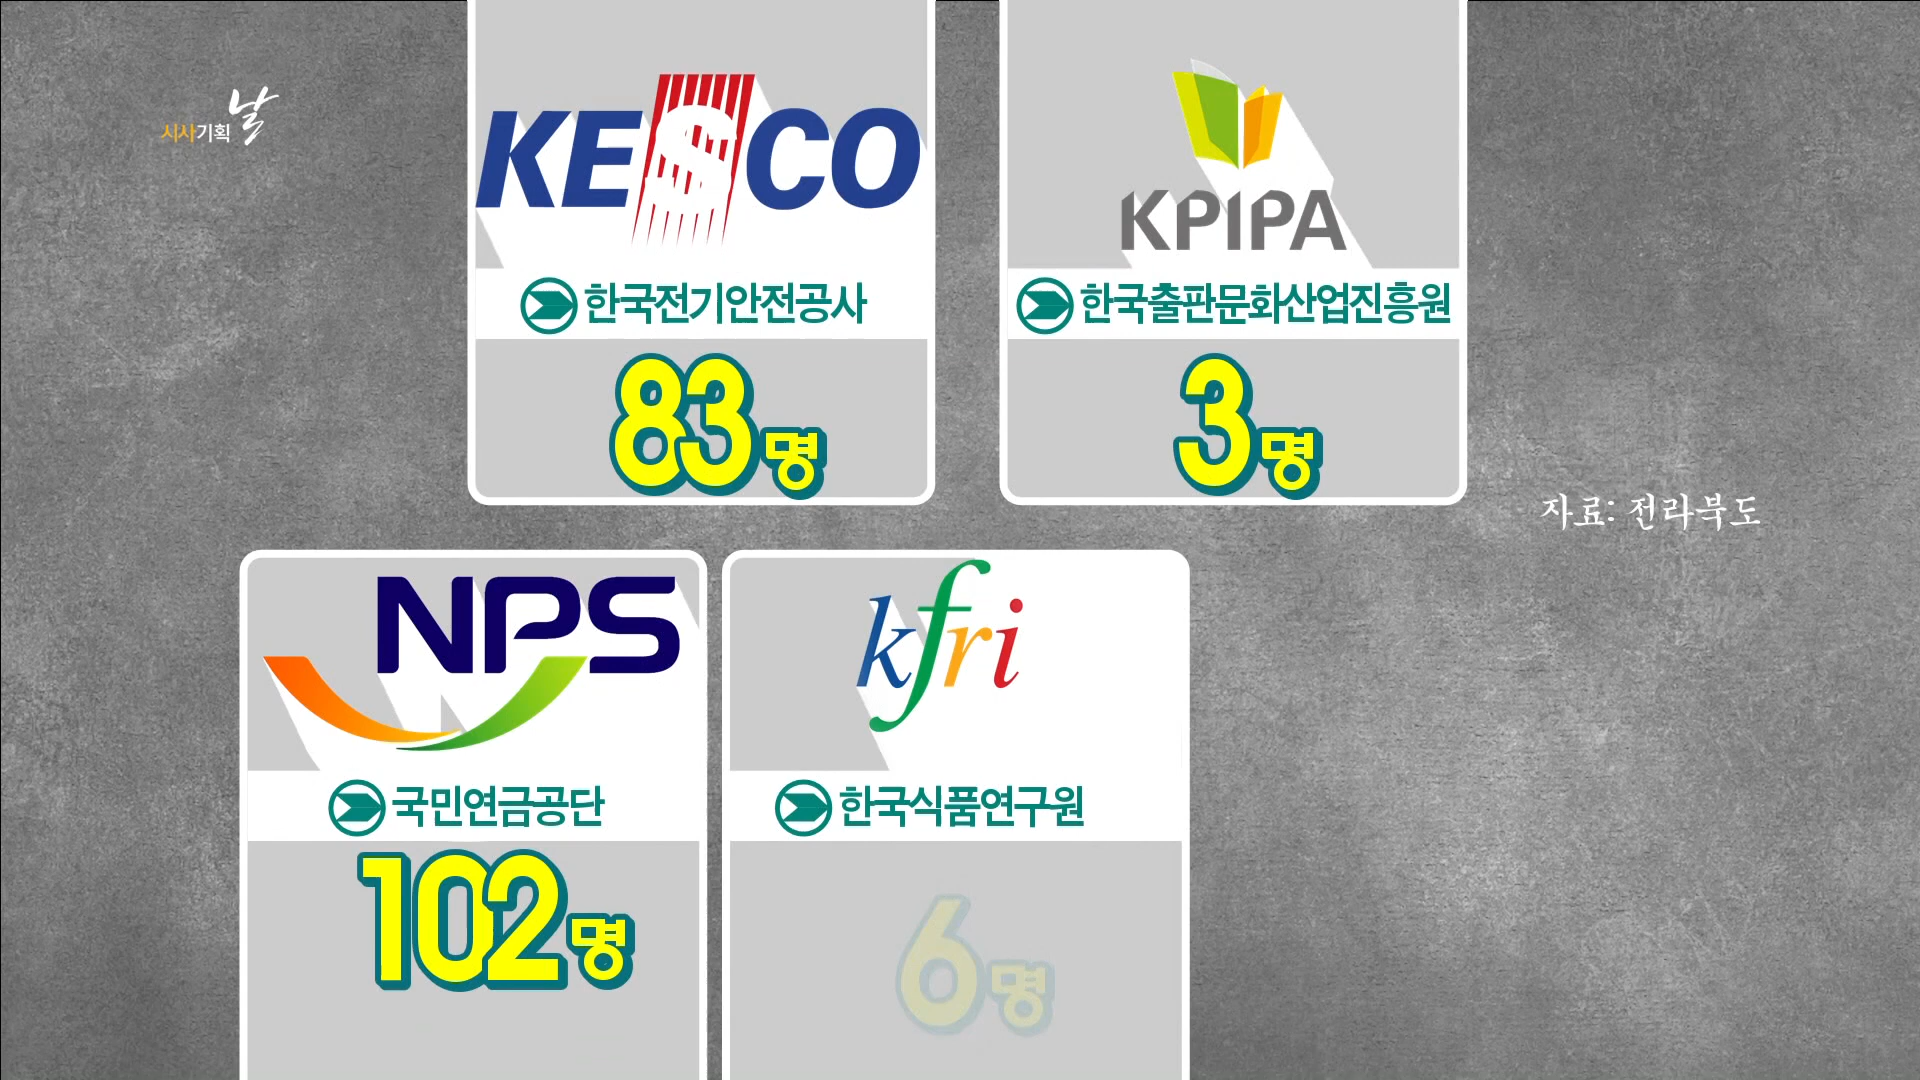 시사기획 날
KESCO
한국전기안전공사
83명
KPIPA
한국출판문화산업진흥원
3명
자료: 전라북도
NPS
국민연금공단
102명
kfri
한국식품연구원
6명